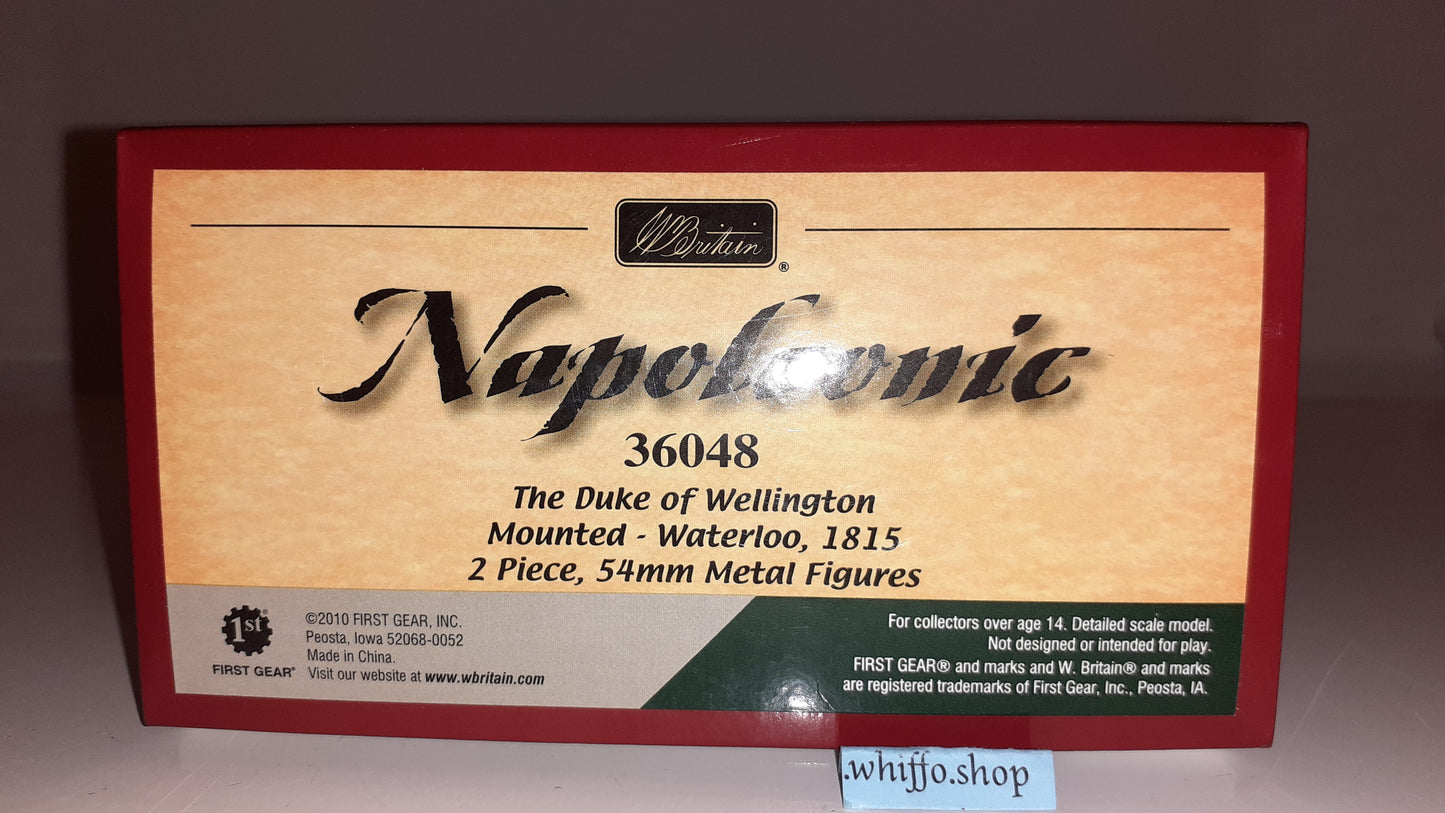 W Britain
®
Napoleonic
36048
The Duke of Wellington
Mounted - Waterloo, 1815
2 Piece, 54mm Metal Figures
1st
FIRST GEAR®
©2010 FIRST GEAR, INC.
Peosta, Iowa 52068-0052
Made in China.
Visit our website at www.wbritain.com
For collectors over age 14. Detailed scale model.
Not designed or intended for play.
FIRST GEAR® and marks and W. Britain® and marks
are registered trademarks of First Gear, Inc., Peosta, IA.
.whiffo.shop